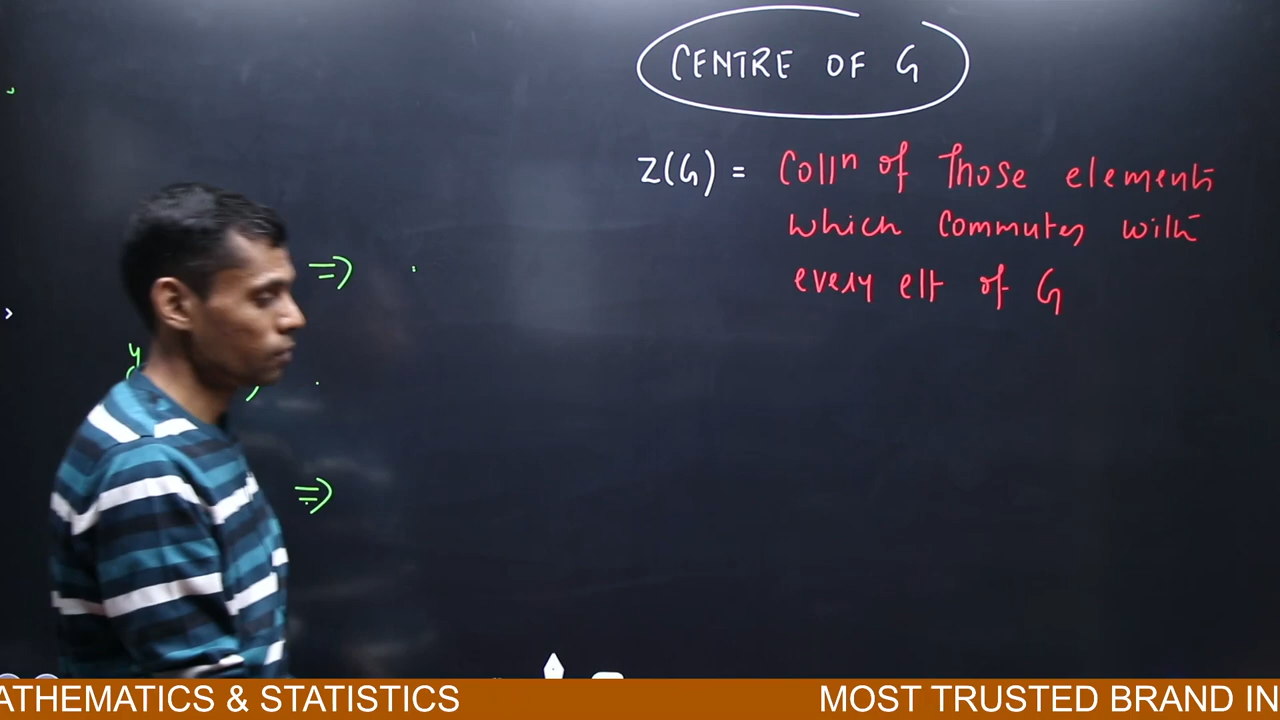 CENTRE OF G
Z(G) = Collⁿ of those elements
which commutes with
every elt of G
=>
y
)
=>
ATHEMATICS & STATISTICS MOST TRUSTED BRAND IN